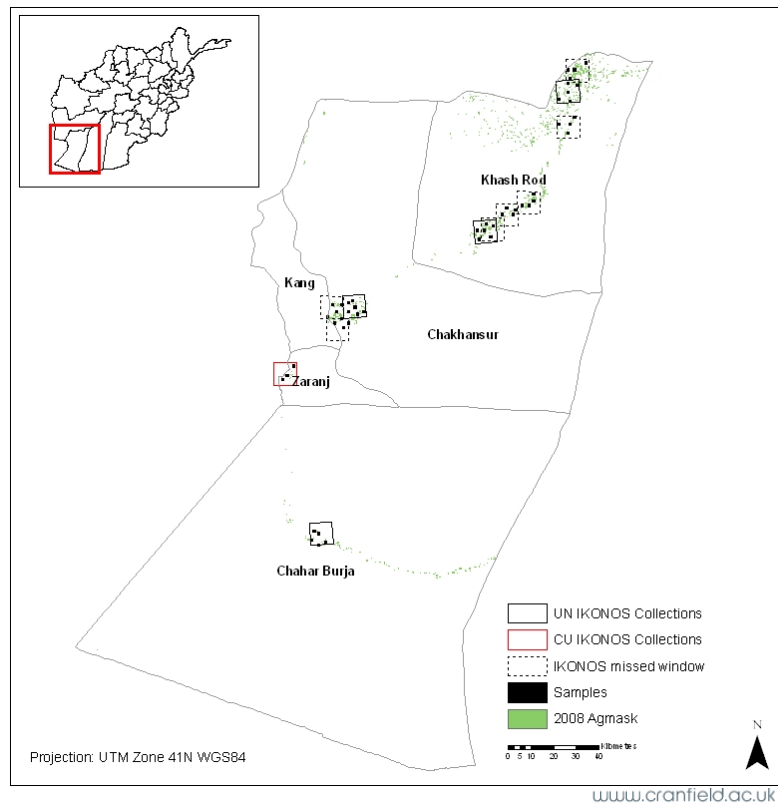 Khash Rod
Kang
Chakhansur
Zaranj
Chahar Burja
UN IKONOS Collections
CU IKONOS Collections
IKONOS missed window
Samples
2008 Agmask
N
0 5 10 20 30 40 Kilometres
Projection: UTM Zone 41N WGS84
www.cranfield.ac.uk